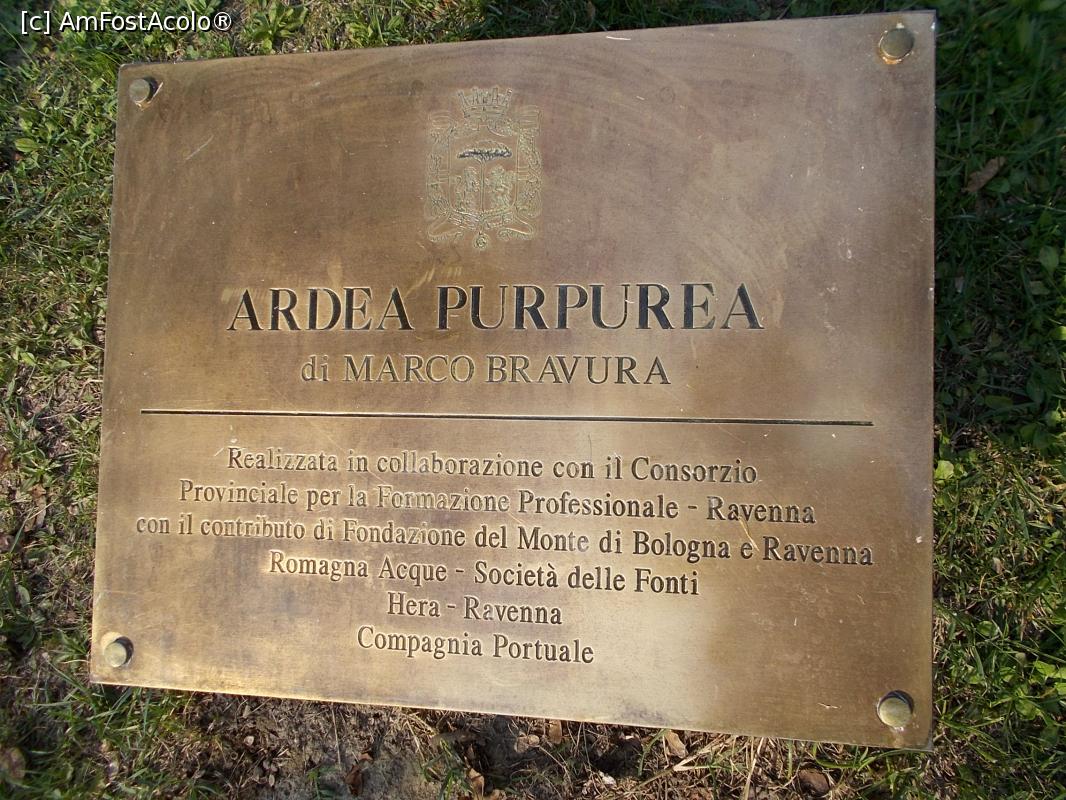 [c] AmFostAcolo®
ARDEA PURPUREA
di MARCO BRAVURA
Realizzata in collaborazione con il Consorzio
Provinciale per la Formazione Professionale - Ravenna
con il contributo di Fondazione del Monte di Bologna e Ravenna
Romagna Acque - Società delle Fonti
Hera - Ravenna
Compagnia Portuale